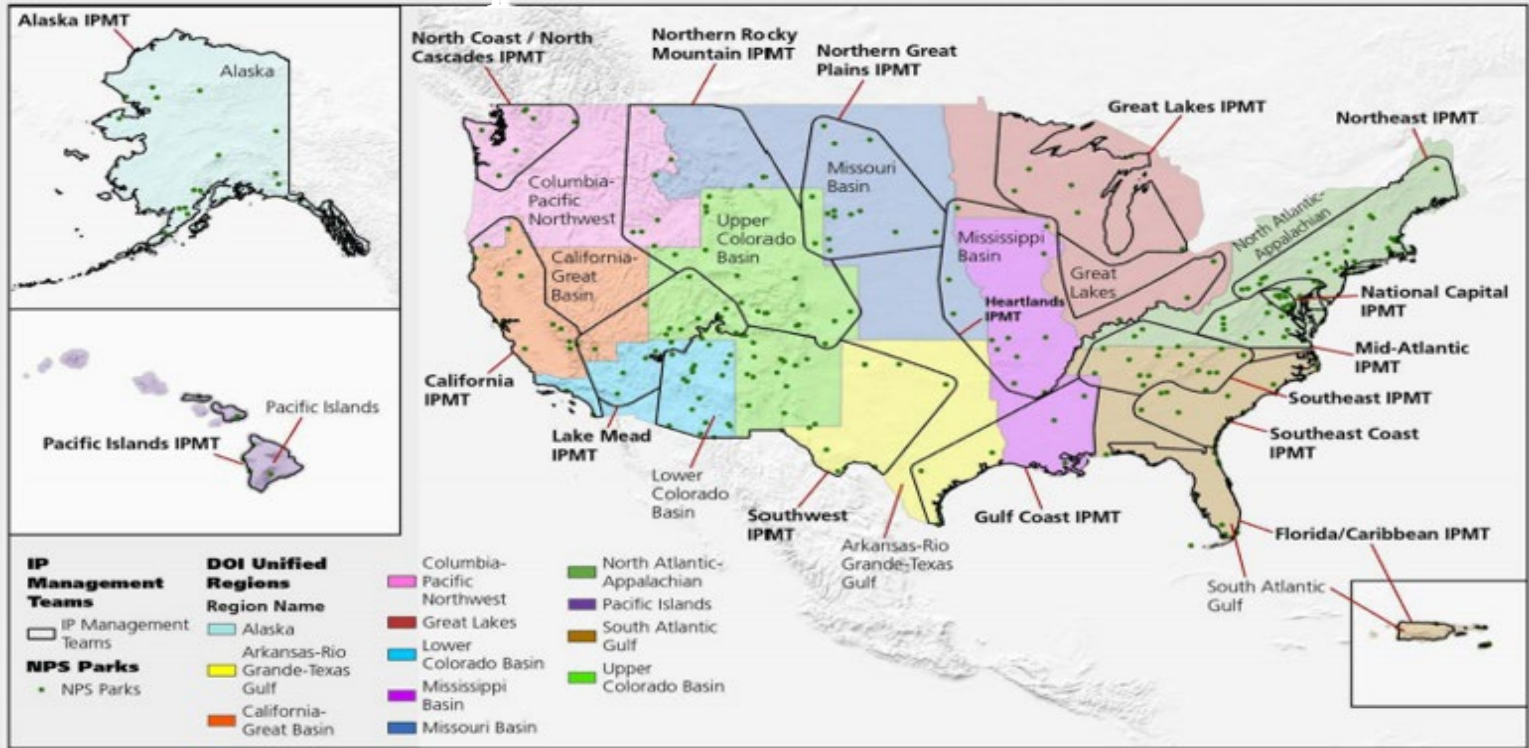 Alaska IPMT
Alaska
Pacific Islands
Pacific Islands IPMT
North Coast / North
Cascades IPMT
Northern Rocky
Mountain IPMT
Northern Great
Plains IPMT
Great Lakes IPMT
Northeast IPMT
Columbia-
Pacific
Northwest
Missouri
Basin
Upper
Colorado
Basin
California-
Great
Basin
Mississippi
Basin
Great
Lakes
North Atlantic-
Appalachian
Heartlands
IPMT
National Capital
IPMT
Mid-Atlantic
IPMT
Southeast IPMT
Southeast Coast
IPMT
California
IPMT
Lake Mead
IPMT
Lower
Colorado
Basin
Southwest
IPMT
Arkansas-Rio
Grande-Texas
Gulf
Gulf Coast IPMT
Florida/Caribbean IPMT
South Atlantic
Gulf
IP
Management
Teams
IP Management
Teams
NPS Parks
NPS Parks
DOI Unified
Regions
Region Name
Alaska
Arkansas-Rio
Grande-Texas
Gulf
California-
Great Basin
Columbia-
Pacific
Northwest
Great Lakes
Lower
Colorado Basin
Mississippi
Basin
Missouri Basin
North Atlantic-
Appalachian
Pacific Islands
South Atlantic
Gulf
Upper
Colorado Basin